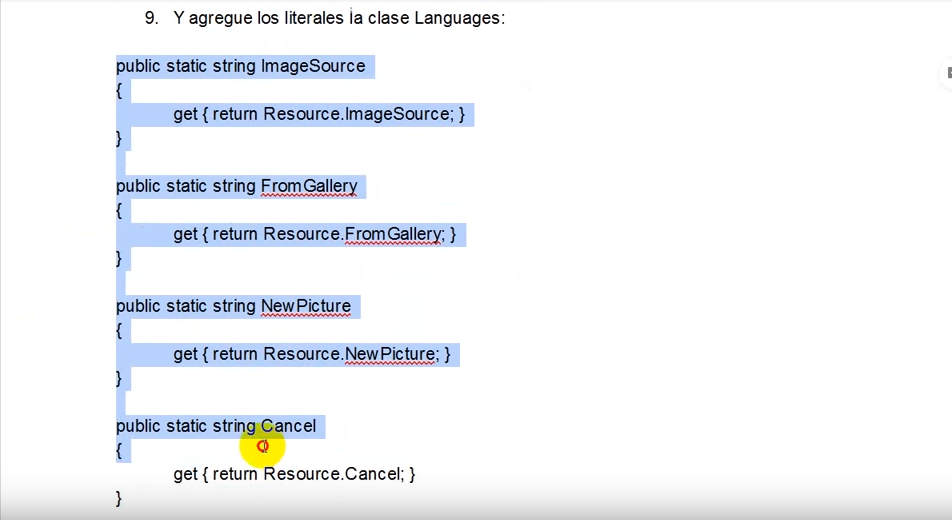 9. Y agregue los literales ía clase Languages:
public static string ImageSource
{
get { return Resource.ImageSource; }
}
public static string FromGallery
{
get { return Resource.FromGallery; }
}
public static string NewPicture
{
get { return Resource.NewPicture; }
}
public static string Cancel
{
get { return Resource.Cancel; }
}